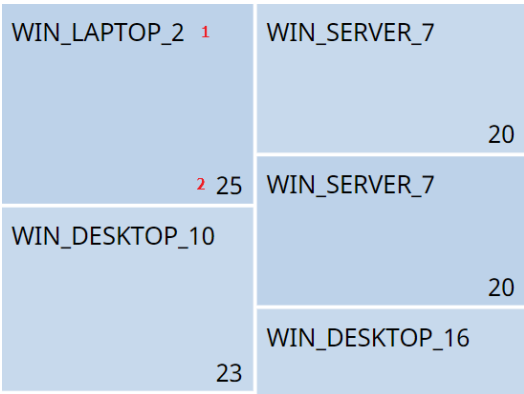 WIN_LAPTOP_2 1
2 25
WIN_DESKTOP_10
23
WIN_SERVER_7
20
WIN_SERVER_7
20
WIN_DESKTOP_16